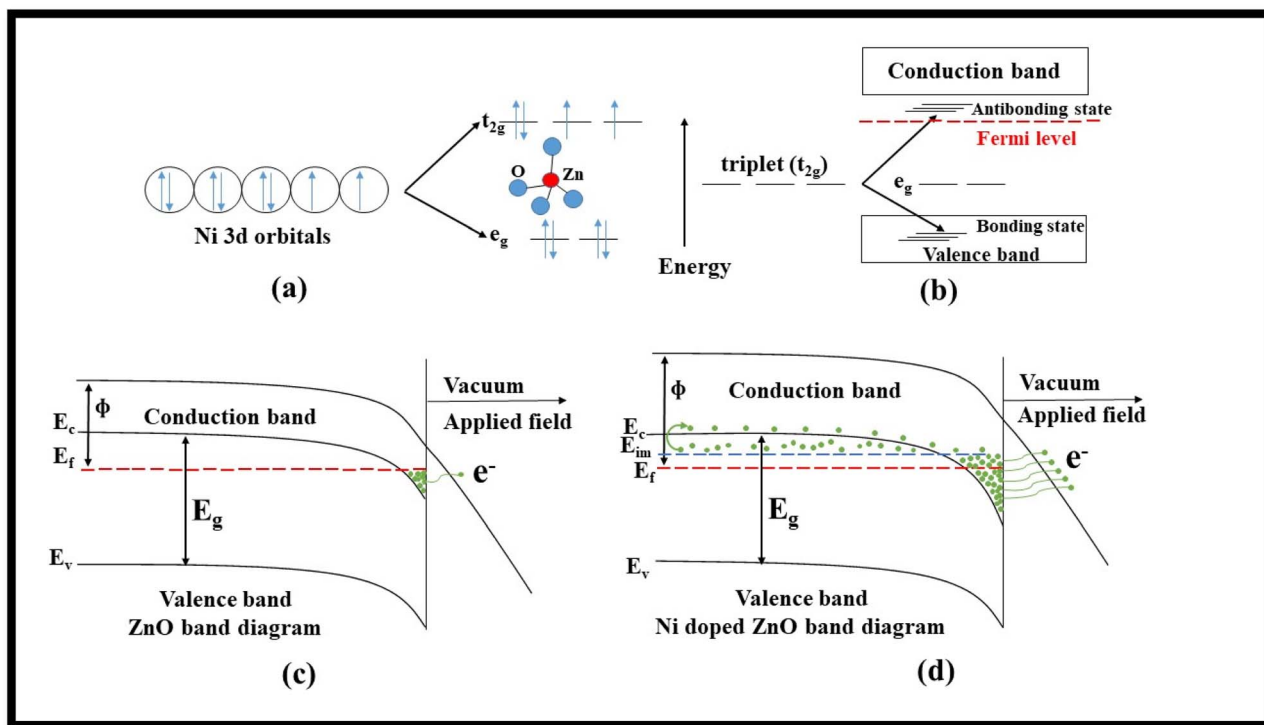 t2g
O
Zn
eg
Ni 3d orbitals
(a)
Energy
Conduction band
Antibonding state
Fermi level
triplet (t2g)
eg
Bonding state
Valence band
(b)
Φ
Conduction band
Ec
Ef
Eg
Ev
Vacuum
Applied field
e-
Valence band
ZnO band diagram
(c)
Φ
Conduction band
Ec
Eim
Ef
Eg
Ev
Vacuum
Applied field
e-
Valence band
Ni doped ZnO band diagram
(d)